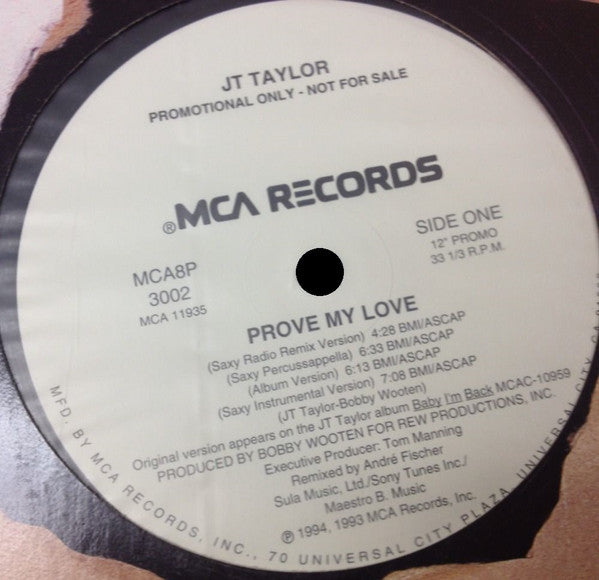 JT TAYLOR
PROMOTIONAL ONLY - NOT FOR SALE
®MCA RECORDS
MCA8P
3002
MCA 11935
SIDE ONE
12" PROMO
33 1/3 R.P.M.
PROVE MY LOVE
(Saxy Radio Remix Version) 4:28 BMI/ASCAP
(Saxy Percussappella) 6:33 BMI/ASCAP
(Album Version) 6:13 BMI/ASCAP
(Saxy Instrumental Version) 7:08 BMI/ASCAP
(JT Taylor-Bobby Wooten)
Original version appears on the JT Taylor album Baby I'm Back MCAC-10959
PRODUCED BY BOBBY WOOTEN FOR REW PRODUCTIONS, INC.
Executive Producer: Tom Manning
Remixed by André Fischer
Sula Music, Ltd./Sony Tunes Inc./
Maestro B. Music
℗ 1994, 1993 MCA Records, Inc.
MFD. BY MCA RECORDS, INC., 70 UNIVERSAL CITY PLAZA, UNIVERSAL CITY, CA